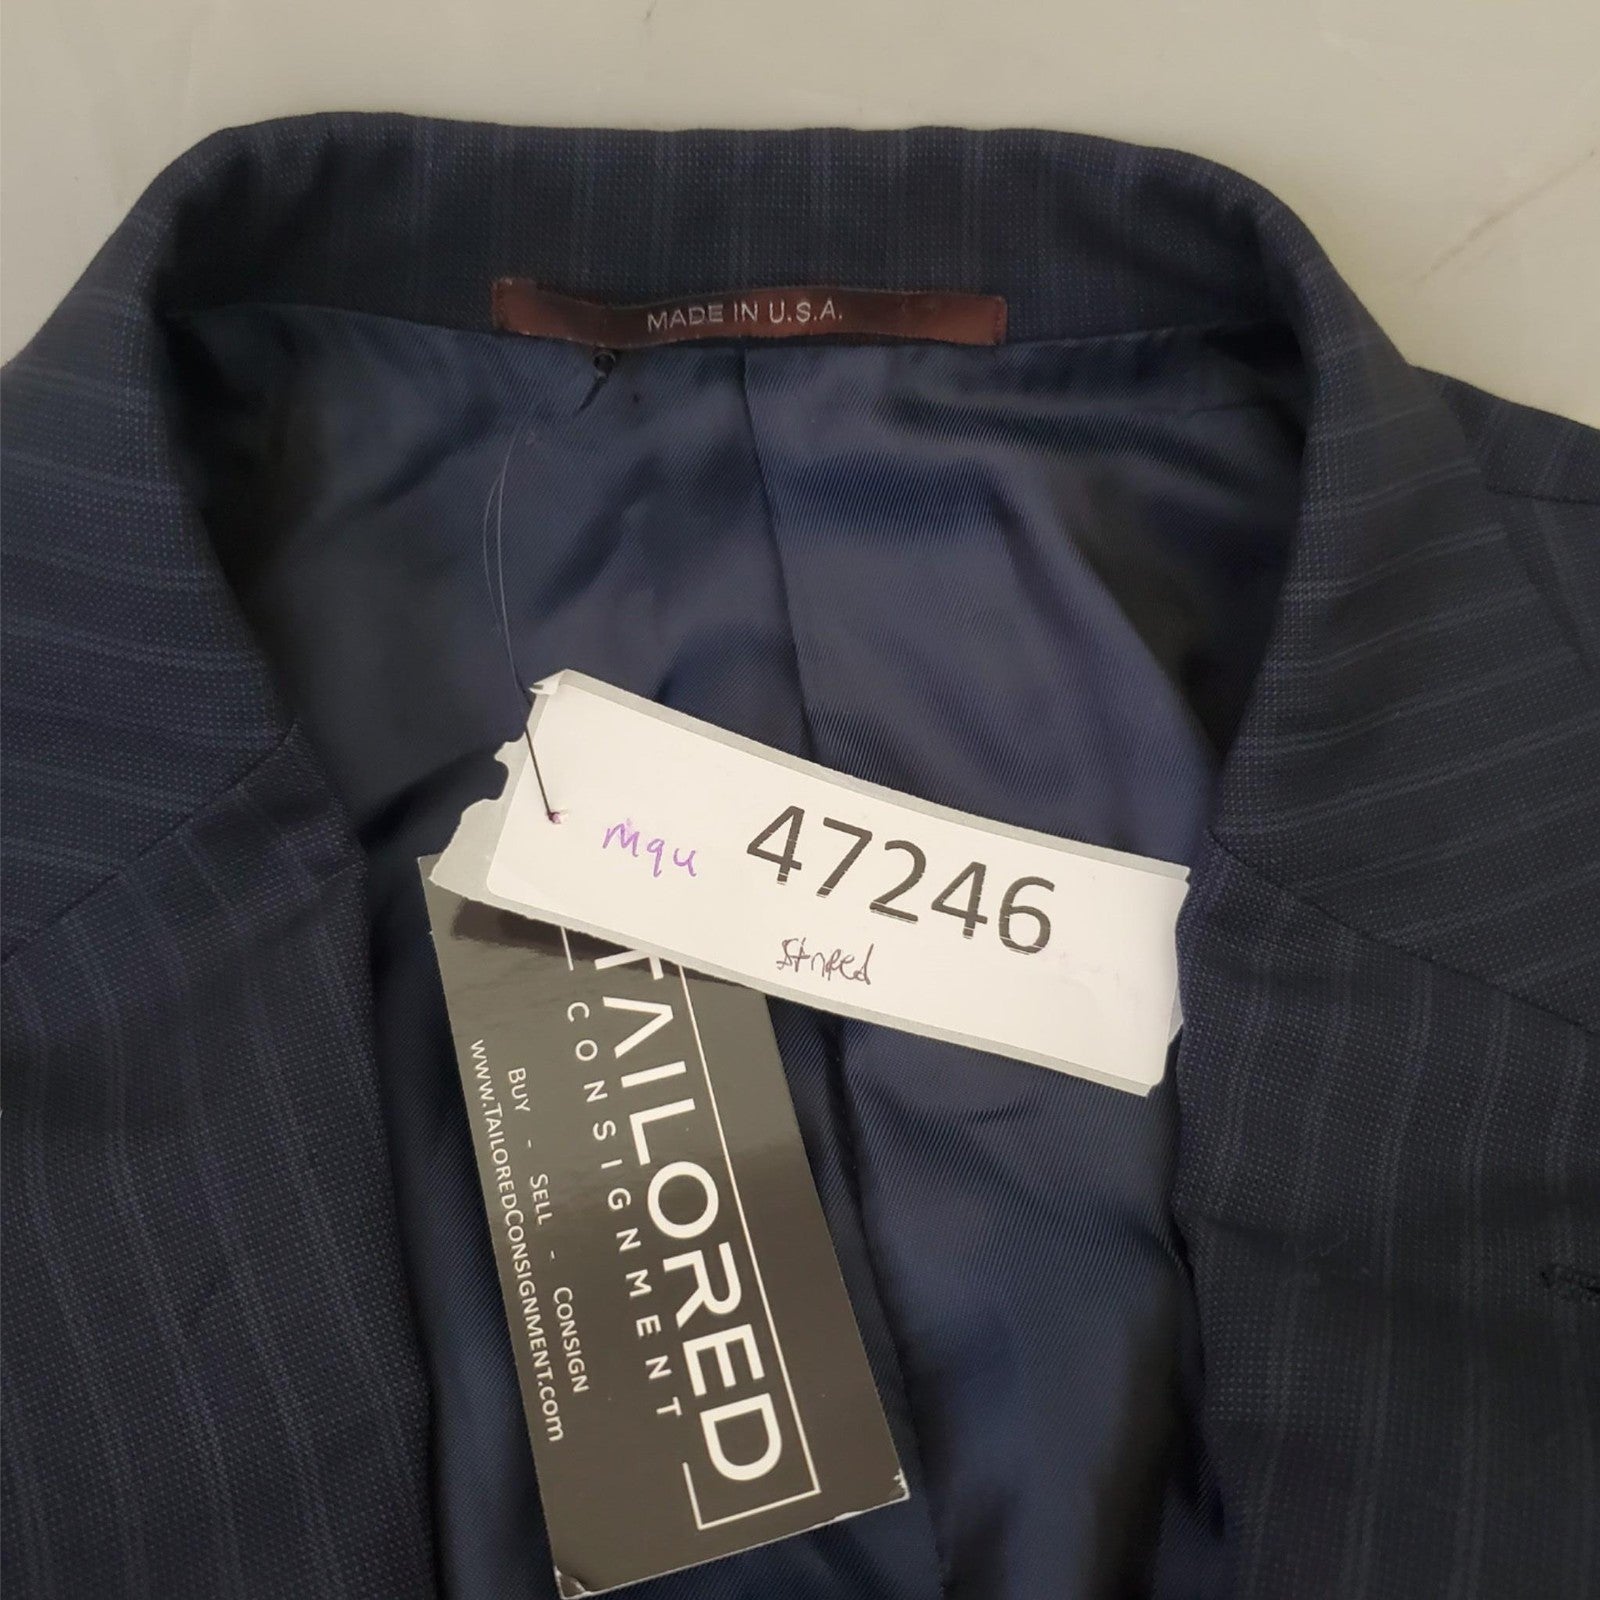 MADE IN U.S.A.
mqu 47246
striped
TAILORED
CONSIGNMENT
BUY - SELL - CONSIGN
WWW.TAILOREDCONSIGNMENT.com